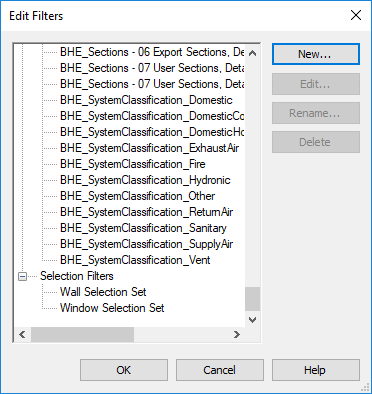 Edit Filters
BHE_Sections - 06 Export Sections, De
BHE_Sections - 07 User Sections, Deta
BHE_Sections - 07 User Sections, Deta
BHE_SystemClassification_Domestic
BHE_SystemClassification_DomesticCo
BHE_SystemClassification_DomesticHo
BHE_SystemClassification_ExhaustAir
BHE_SystemClassification_Fire
BHE_SystemClassification_Hydronic
BHE_SystemClassification_Other
BHE_SystemClassification_ReturnAir
BHE_SystemClassification_Sanitary
BHE_SystemClassification_SupplyAir
BHE_SystemClassification_Vent
Selection Filters
Wall Selection Set
Window Selection Set
New...
Edit...
Rename...
Delete
OK
Cancel
Help